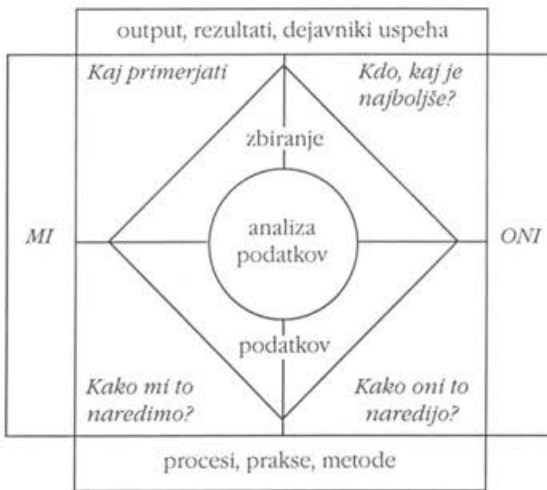 output, rezultati, dejavniki uspeha
Kaj primerjati
Kdo, kaj je
najboljše?
zbiranje
MI
analiza
podatkov
ONI
podatkov
Kako mi to
naredimo?
Kako oni to
naredijo?
procesi, prakse, metode